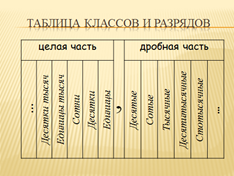 ТАБЛИЦА КЛАССОВ И РАЗРЯДОВ
целая часть
дробная часть
...
Десятки тысяч
Единицы тысяч
Сотни
Десятки
Единицы
,
Десятые
Сотые
Тысячные
Десятитысячные
Стотысячные
...